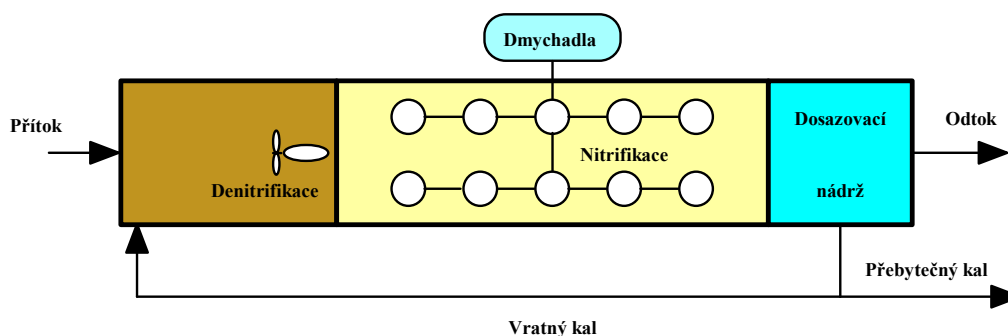 Dmychadla
Přítok
Dosazovací
Odtok
Nitrifikace
Denitrifikace
nádrž
Přebytečný kal
Vratný kal